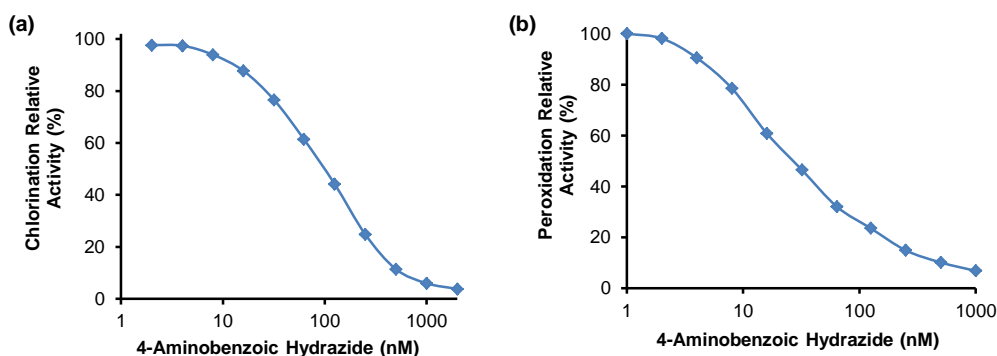 (a)
Chlorination Relative
Activity (%)
100
80
60
40
20
0
1
10
100
1000
4-Aminobenzoic Hydrazide (nM)
(b)
Peroxidation Relative
Activity (%)
100
80
60
40
20
0
1
10
100
1000
4-Aminobenzoic Hydrazide (nM)